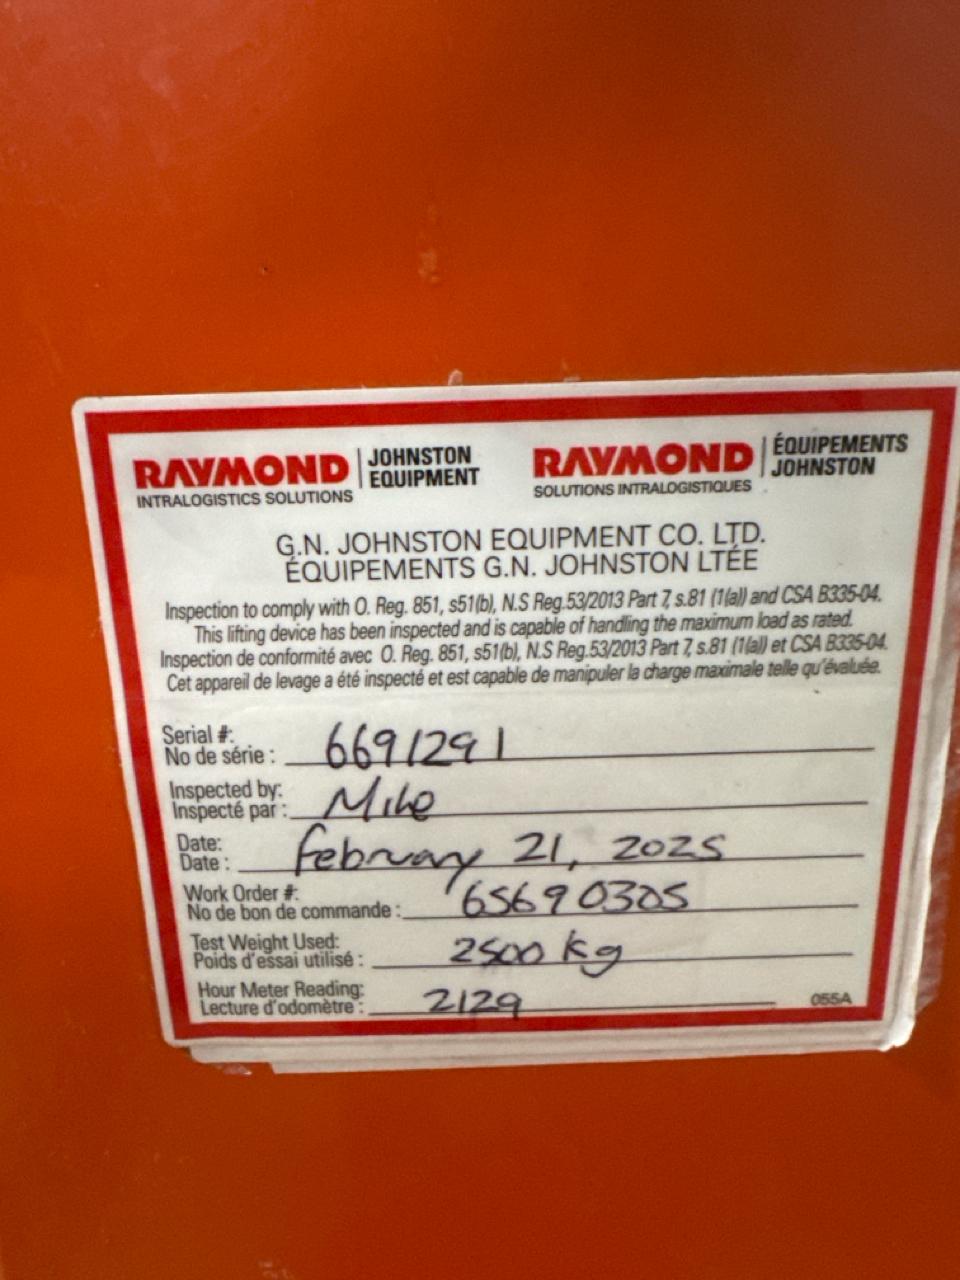 RAYMOND | JOHNSTON EQUIPMENT
INTRALOGISTICS SOLUTIONS
RAYMOND | ÉQUIPEMENTS JOHNSTON
SOLUTIONS INTRALOGISTIQUES
G.N. JOHNSTON EQUIPMENT CO. LTD.
ÉQUIPEMENTS G.N. JOHNSTON LTÉE
Inspection to comply with O. Reg. 851, s51(b), N.S Reg.53/2013 Part 7, s.81 (1(a)) and CSA B335-04.
This lifting device has been inspected and is capable of handling the maximum load as rated.
Inspection de conformité avec O. Reg. 851, s51(b), N.S Reg.53/2013 Part 7, s.81 (1(a)) et CSA B335-04.
Cet appareil de levage a été inspecté et est capable de manipuler la charge maximale telle qu'évaluée.
Serial #:
No de série : 6691291
Inspected by:
Inspecté par : Mike
Date:
Date : February 21, 2025
Work Order #:
No de bon de commande : 65690305
Test Weight Used:
Poids d'essai utilisé : 2500 kg
Hour Meter Reading:
Lecture d'odomètre : 2129
055A